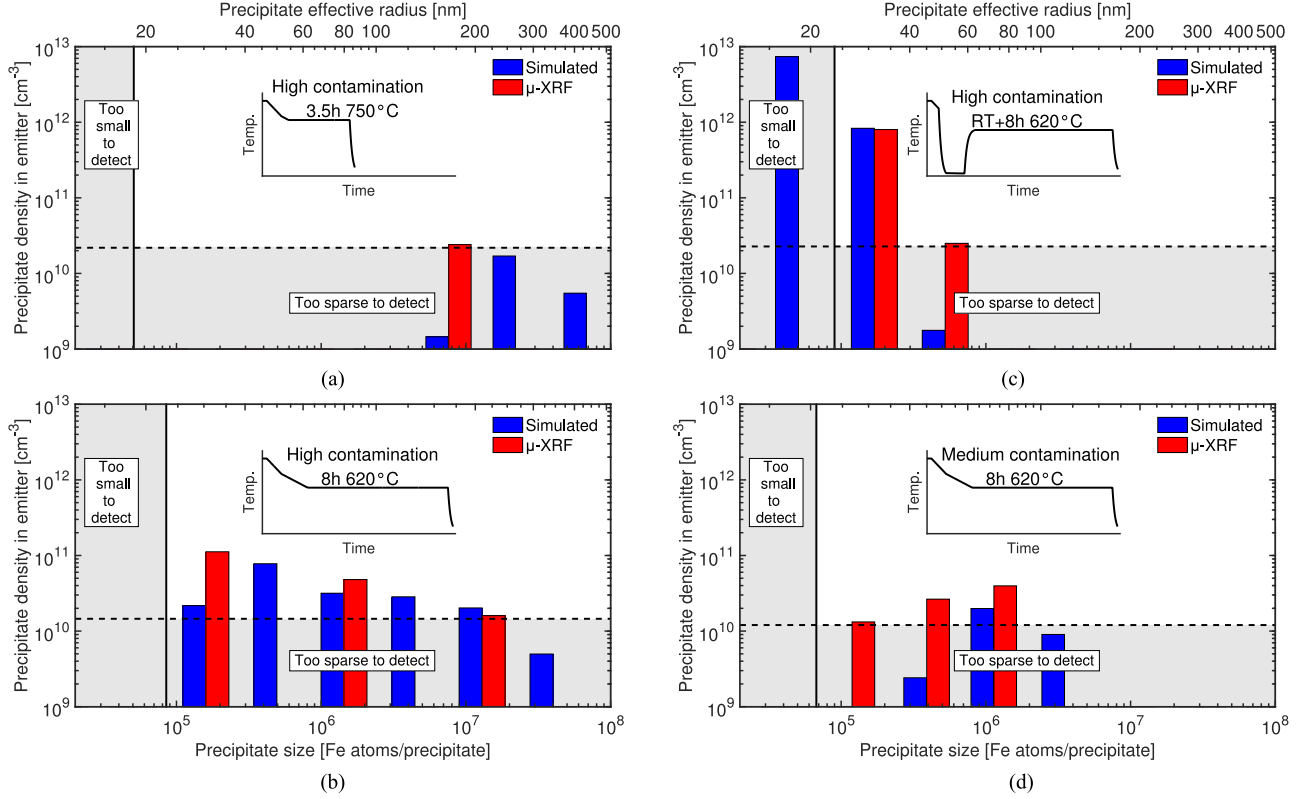 Precipitate effective radius [nm]
20 40 60 80 100 200 300 400 500
10^13
10^12
10^11
10^10
10^9
Precipitate density in emitter [cm^-3]
Too
small
to
detect
High contamination
3.5h 750°C
Temp.
Time
Simulated
μ-XRF
Too sparse to detect
(a)
Precipitate effective radius [nm]
20 40 60 80 100 200 300 400 500
10^13
10^12
10^11
10^10
10^9
Precipitate density in emitter [cm^-3]
Too
small
to
detect
High contamination
RT+8h 620°C
Temp.
Time
Simulated
μ-XRF
Too sparse to detect
(c)
10^13
10^12
10^11
10^10
10^9
Precipitate density in emitter [cm^-3]
Too
small
to
detect
High contamination
8h 620°C
Temp.
Time
Simulated
μ-XRF
Too sparse to detect
10^5 10^6 10^7 10^8
Precipitate size [Fe atoms/precipitate]
(b)
10^13
10^12
10^11
10^10
10^9
Precipitate density in emitter [cm^-3]
Too
small
to
detect
Medium contamination
8h 620°C
Temp.
Time
Simulated
μ-XRF
Too sparse to detect
10^5 10^6 10^7 10^8
Precipitate size [Fe atoms/precipitate]
(d)